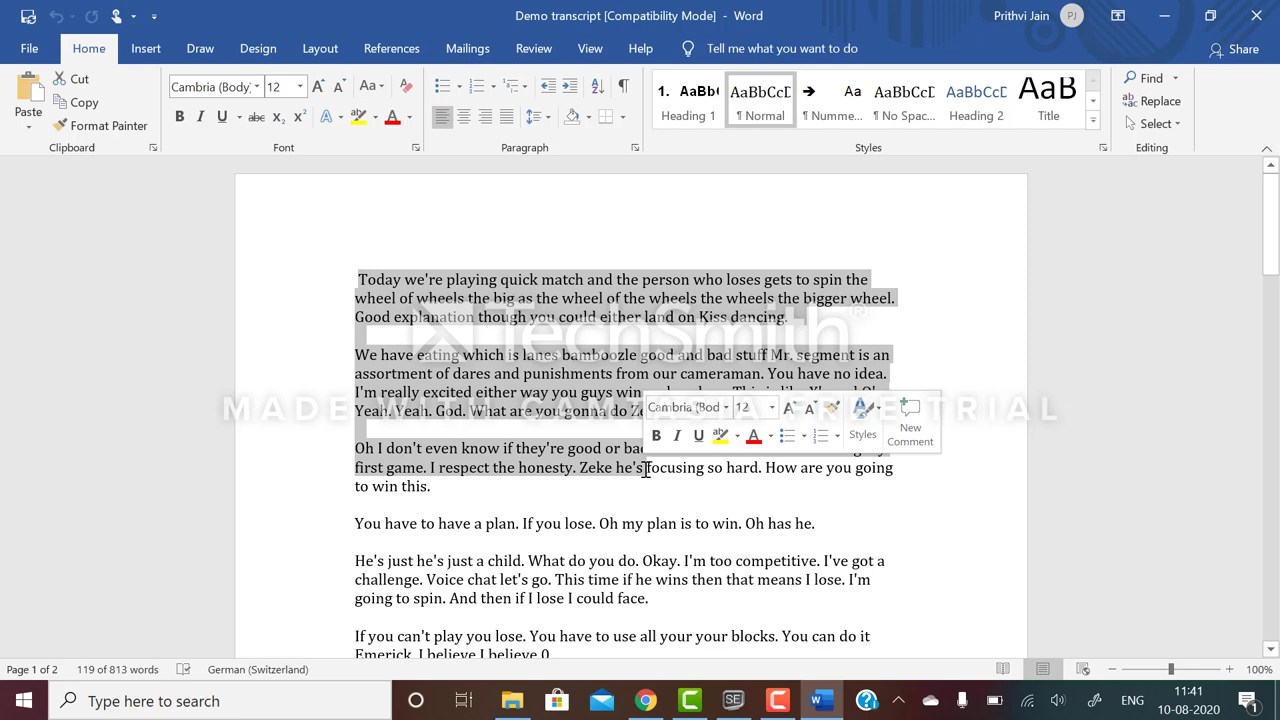 Demo transcript [Compatibility Mode] - Word
Prithvi Jain
PJ
File
Home
Insert
Draw
Design
Layout
References
Mailings
Review
View
Help
Tell me what you want to do
Share
Paste
Cut
Copy
Format Painter
Clipboard
Cambria (Body)
12
Font
Paragraph
1. AaBb(
Heading 1
AaBbCcD
¶ Normal
Aa
¶ Numme...
AaBbCcD
¶ No Spac...
AaBbCcD
Heading 2
AaB
Title
Styles
Find
Replace
Select
Editing
Today we're playing quick match and the person who loses gets to spin the
wheel of wheels the big as the wheel of the wheels the wheels the bigger wheel.
Good explanation though you could either land on Kiss dancing.
TechSmith®
We have eating which is lanes bamboozle good and bad stuff Mr. segment is an
assortment of dares and punishments from our cameraman. You have no idea.
I'm really excited either way you guys win
Yeah. Yeah. God. What are you gonna do
MADE WITH CAMTASIA FREE TRIAL
Cambria (Bod
12
Styles
New
Comment
Oh I don't even know if they're good or
first game. I respect the honesty. Zeke he's focusing so hard. How are you going
to win this.
You have to have a plan. If you lose. Oh my plan is to win. Oh has he.
He's just he's just a child. What do you do. Okay. I'm too competitive. I've got a
challenge. Voice chat let's go. This time if he wins then that means I lose. I'm
going to spin. And then if I lose I could face.
If you can't play you lose. You have to use all your your blocks. You can do it
Emerick. I believe I believe 0
Page 1 of 2
119 of 813 words
German (Switzerland)
100%
Type here to search
ENG
11:41
10-08-2020
1